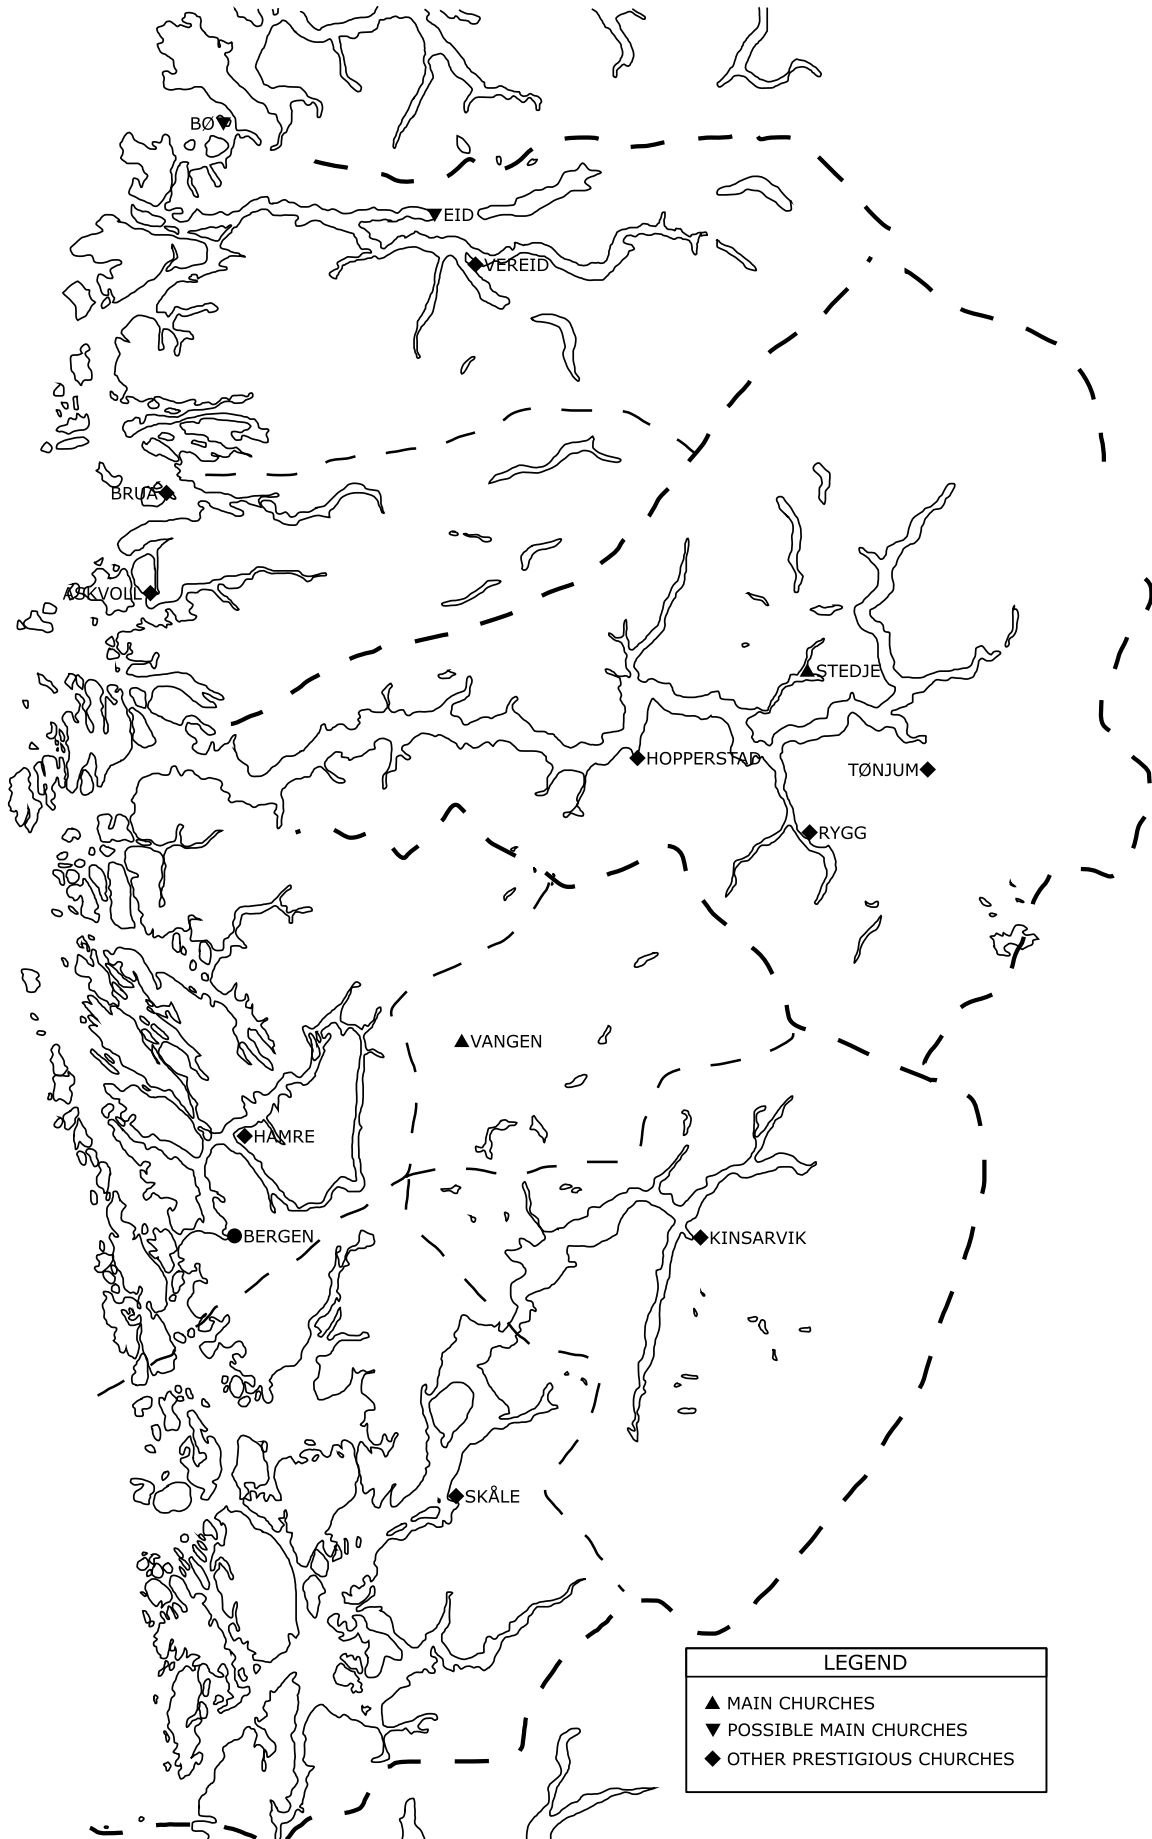 BØ
EID
VEREID
BRUA
ASKVOLL
STEDJE
HOPPERSTAD
TØNJUM
RYGG
VANGEN
HAMRE
BERGEN
KINSARVIK
SKÅLE
LEGEND
MAIN CHURCHES
POSSIBLE MAIN CHURCHES
OTHER PRESTIGIOUS CHURCHES